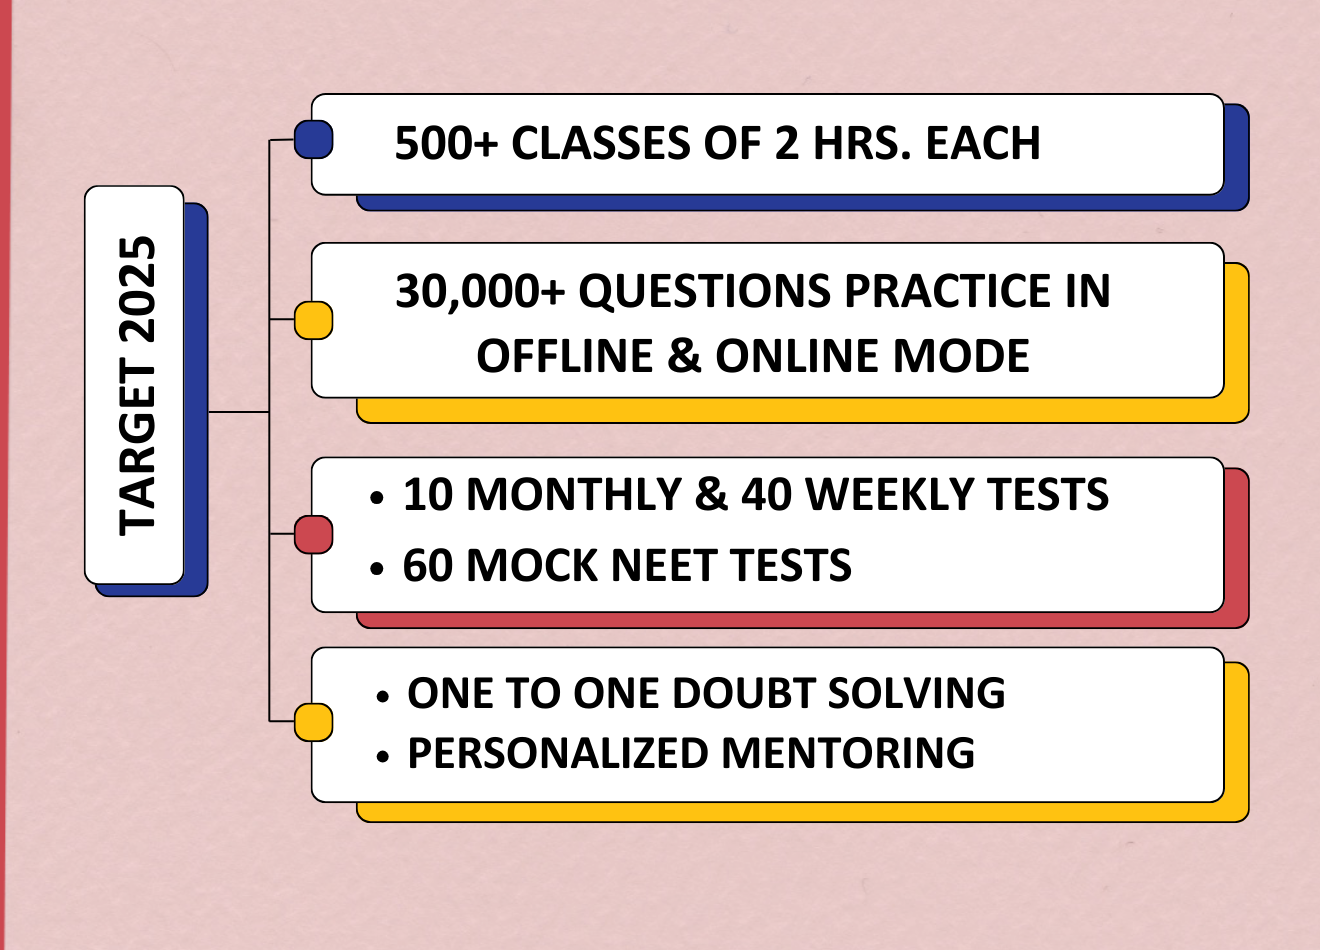 TARGET 2025
500+ CLASSES OF 2 HRS. EACH
30,000+ QUESTIONS PRACTICE IN
OFFLINE & ONLINE MODE
• 10 MONTHLY & 40 WEEKLY TESTS
• 60 MOCK NEET TESTS
• ONE TO ONE DOUBT SOLVING
• PERSONALIZED MENTORING